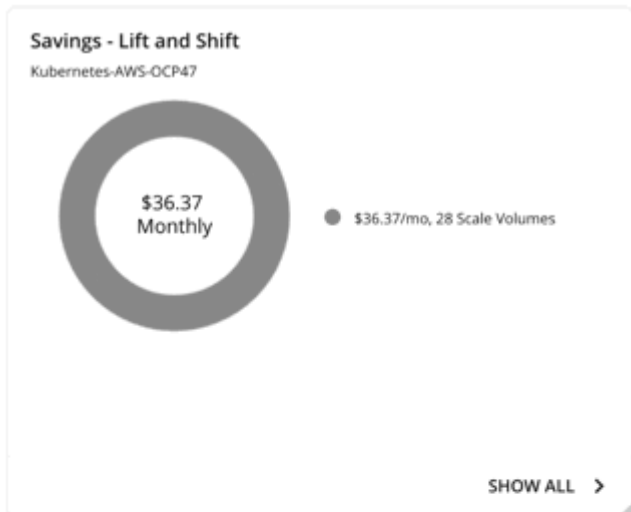 Savings - Lift and Shift
Kubernetes-AWS-OCP47
$36.37
Monthly
$36.37/mo, 28 Scale Volumes
SHOW ALL